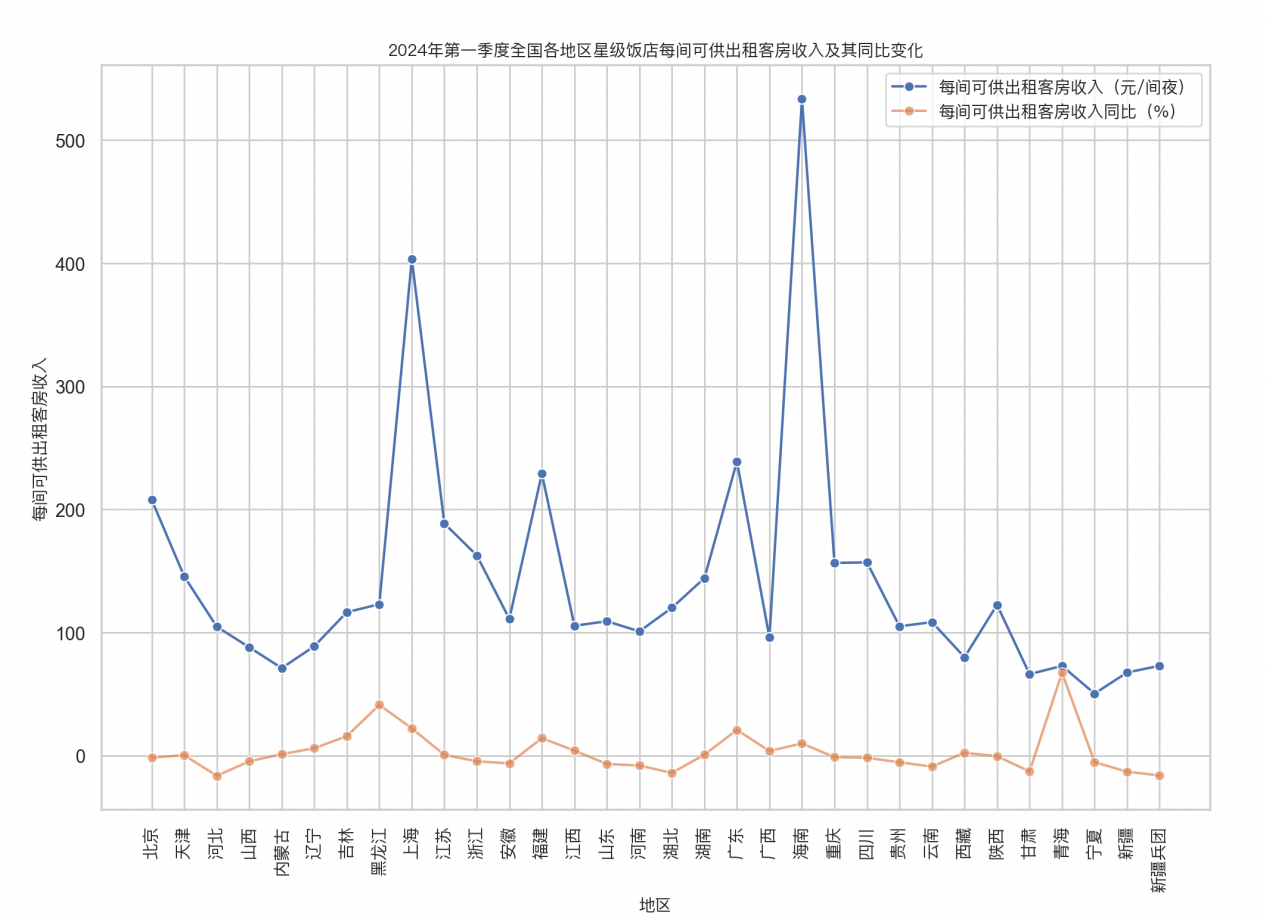 2024年第一季度全国各地区星级饭店每间可供出租客房收入及其同比变化
每间可供出租客房收入（元/间夜）
每间可供出租客房收入同比（%）
每间可供出租客房收入
500
400
300
200
100
0
北京
天津
河北
山西
内蒙古
辽宁
吉林
黑龙江
上海
江苏
浙江
安徽
福建
江西
山东
河南
湖北
湖南
广东
广西
海南
重庆
四川
贵州
云南
西藏
陕西
甘肃
青海
宁夏
新疆
新疆兵团
地区